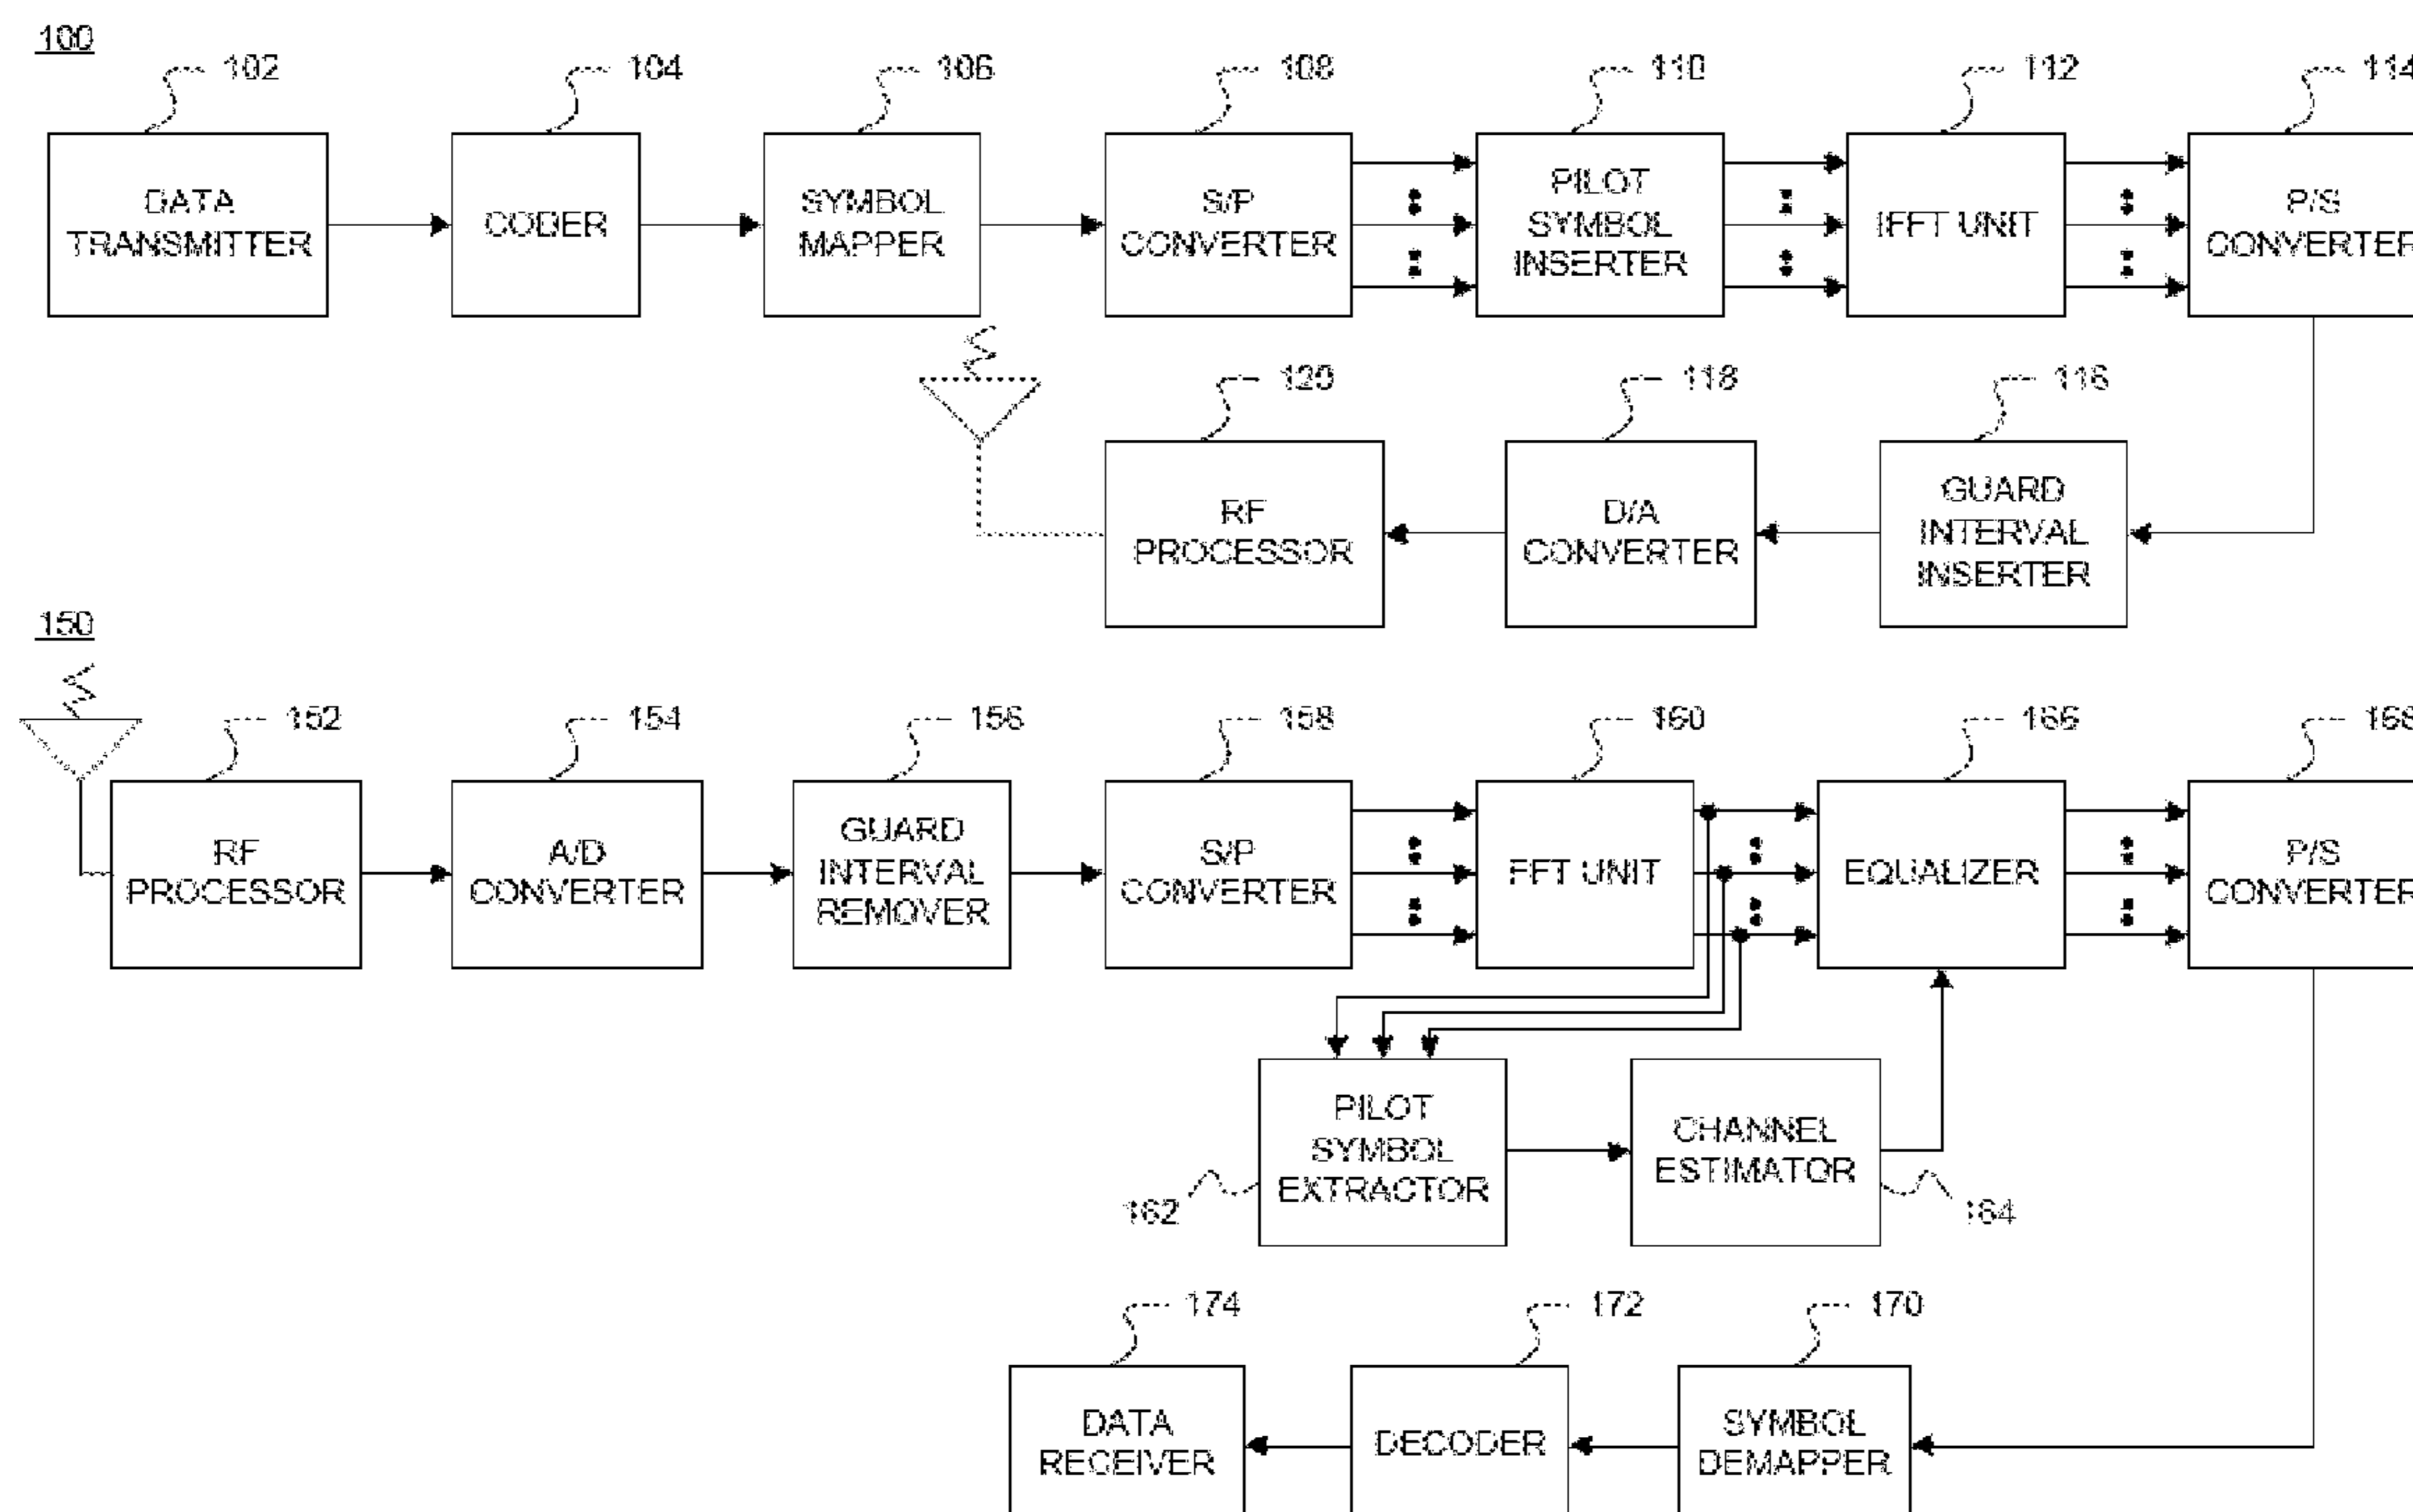 100
102 104 106 108 110 112 114
DATA
TRANSMITTER
CODER
SYMBOL
MAPPER
S/P
CONVERTER
PILOT
SYMBOL
INSERTER
IFFT UNIT
P/S
CONVERTER
120 118 116
RF
PROCESSOR
D/A
CONVERTER
GUARD
INTERVAL
INSERTER
150
152 154 156 158 160 166 168
RF
PROCESSOR
A/D
CONVERTER
GUARD
INTERVAL
REMOVER
S/P
CONVERTER
FFT UNIT
EQUALIZER
P/S
CONVERTER
PILOT
SYMBOL
EXTRACTOR
CHANNEL
ESTIMATOR
162 164
174 172 170
DATA
RECEIVER
DECODER
SYMBOL
DEMAPPER